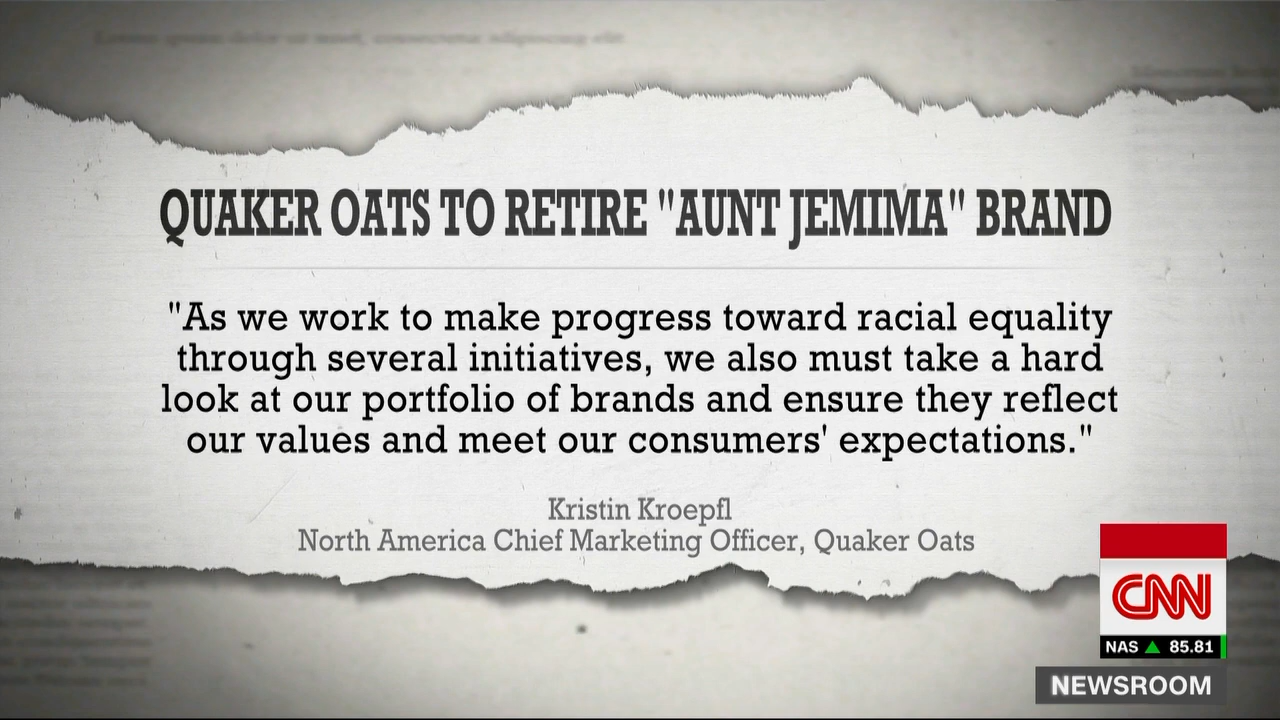 QUAKER OATS TO RETIRE "AUNT JEMIMA" BRAND
"As we work to make progress toward racial equality
through several initiatives, we also must take a hard
look at our portfolio of brands and ensure they reflect
our values and meet our consumers' expectations."
Kristin Kroepfl
North America Chief Marketing Officer, Quaker Oats
CNN
NAS ▲ 85.81
NEWSROOM